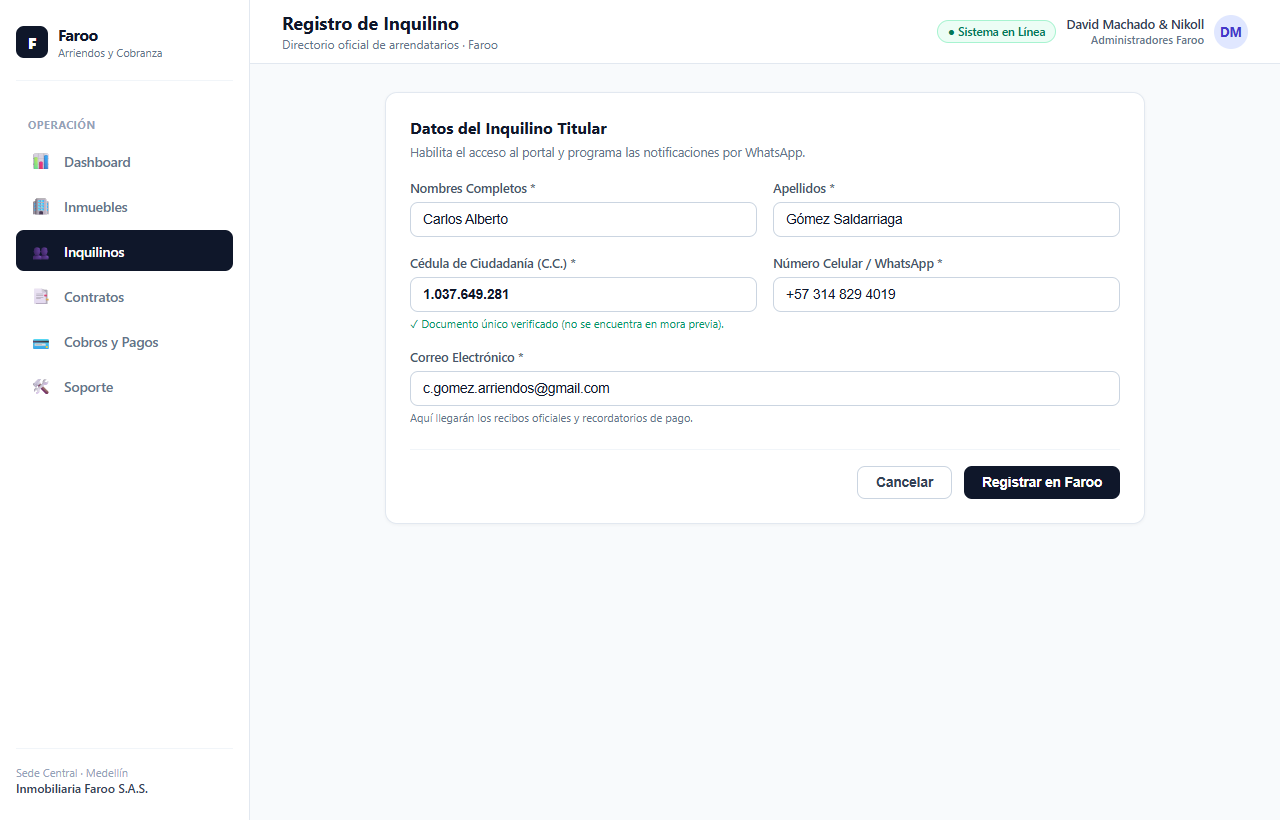 F
Faroo
Arriendos y Cobranza
OPERACIÓN
Dashboard
Inmuebles
Inquilinos
Contratos
Cobros y Pagos
Soporte
Sede Central · Medellín
Inmobiliaria Faroo S.A.S.
Registro de Inquilino
Directorio oficial de arrendatarios · Faroo
● Sistema en Línea
David Machado & Nikoll
Administradores Faroo
DM
Datos del Inquilino Titular
Habilita el acceso al portal y programa las notificaciones por WhatsApp.
Nombres Completos *
Carlos Alberto
Apellidos *
Gómez Saldarriaga
Cédula de Ciudadanía (C.C.) *
1.037.649.281
✓ Documento único verificado (no se encuentra en mora previa).
Número Celular / WhatsApp *
+57 314 829 4019
Correo Electrónico *
c.gomez.arriendos@gmail.com
Aquí llegarán los recibos oficiales y recordatorios de pago.
Cancelar
Registrar en Faroo